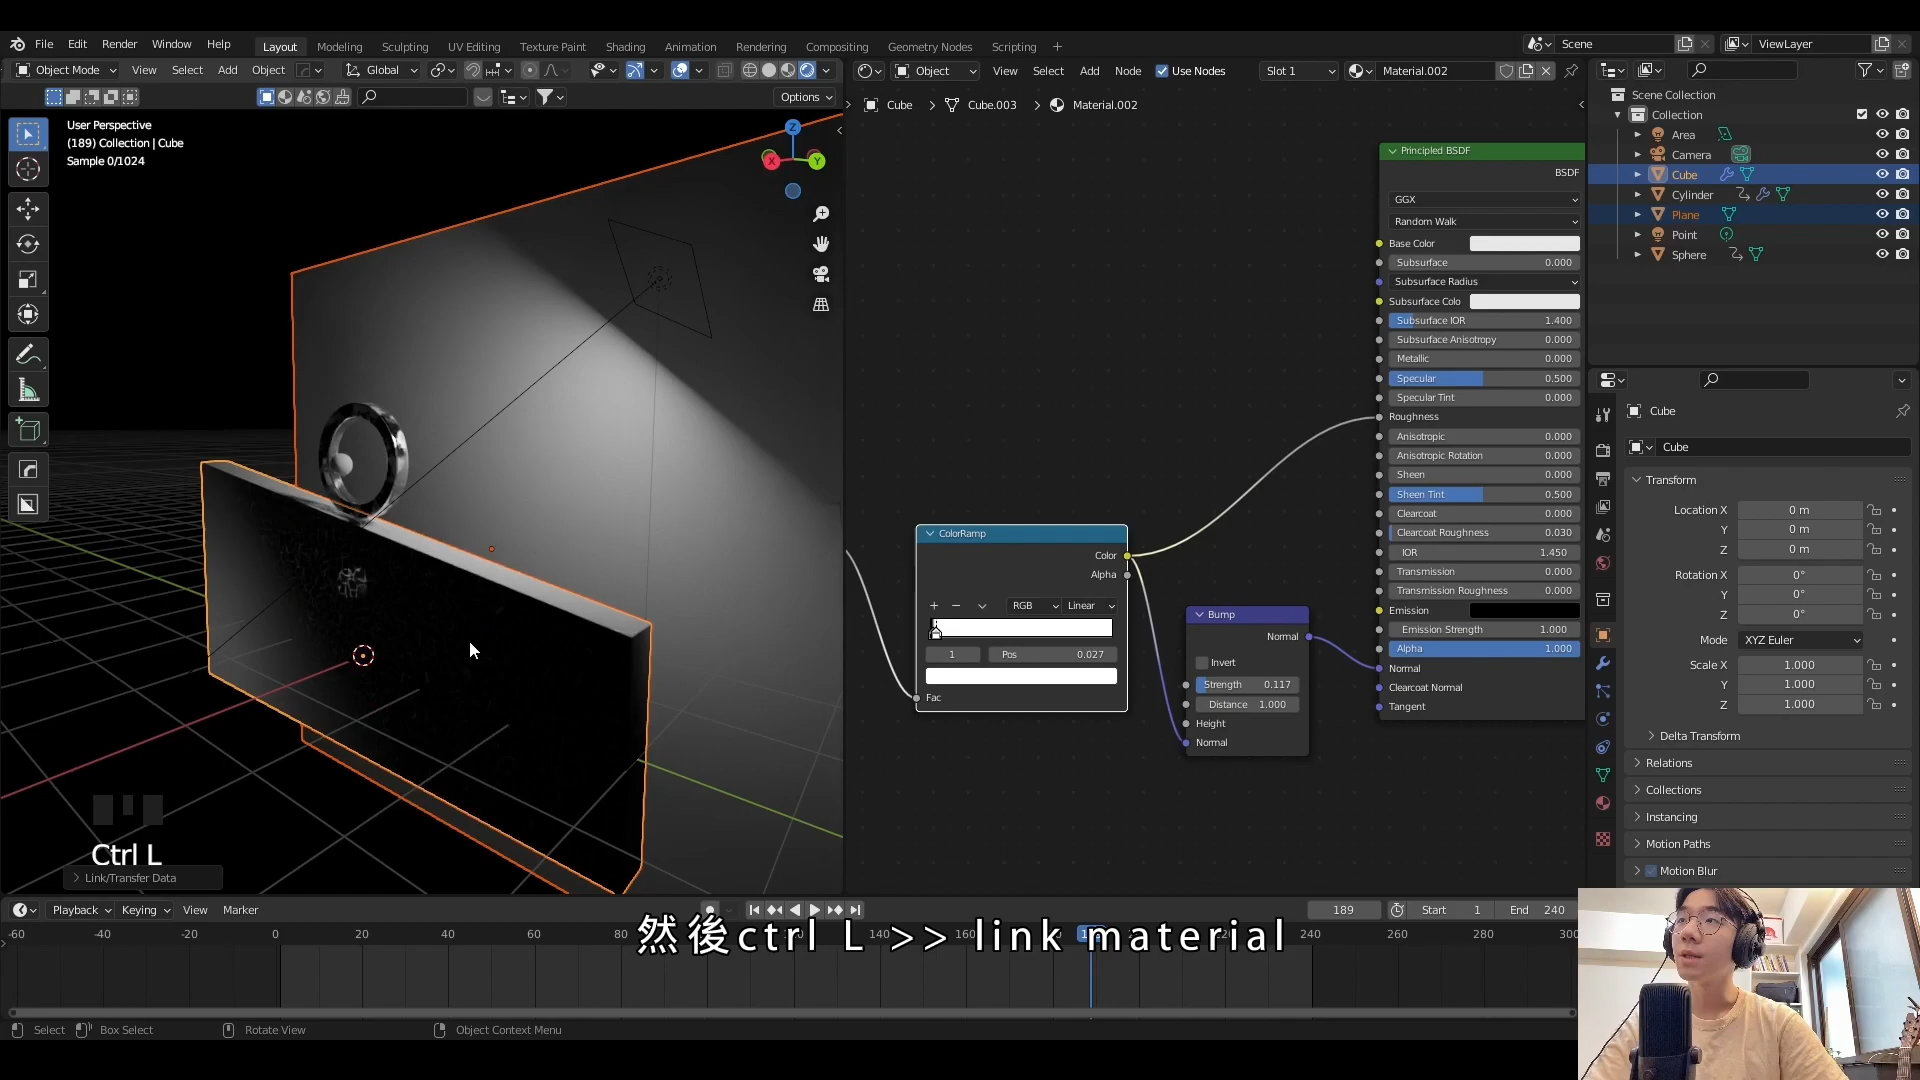 File Edit Render Window Help Layout Modeling Sculpting UV Editing Texture Paint Shading Animation Rendering Compositing Geometry Nodes Scripting Scene ViewLayer
Object Mode View Select Add Object Global Object View Select Add Node Use Nodes Slot 1 Material.002
Options
Cube Cube.003 Material.002
User Perspective
(189) Collection | Cube
Sample 0/1024
Z
X Y
Principled BSDF
BSDF
GGX
Random Walk
Base Color
Subsurface 0.000
Subsurface Radius
Subsurface Colo
Subsurface IOR 1.400
Subsurface Anisotropy 0.000
Metallic 0.000
Specular 0.500
Specular Tint 0.000
Roughness
Anisotropic 0.000
Anisotropic Rotation 0.000
Sheen 0.000
Sheen Tint 0.500
Clearcoat 0.000
Clearcoat Roughness 0.030
IOR 1.450
Transmission 0.000
Transmission Roughness 0.000
Emission
Emission Strength 1.000
Alpha 1.000
Normal
Clearcoat Normal
Tangent
ColorRamp
Color
Alpha
RGB Linear
1 Pos 0.027
Fac
Bump
Normal
Invert
Strength 0.117
Distance 1.000
Height
Normal
Scene Collection
Collection
Area
Camera
Cube
Cylinder
Plane
Point
Sphere
Cube
Cube
Transform
Location X 0 m
Y 0 m
Z 0 m
Rotation X 0°
Y 0°
Z 0°
Mode XYZ Euler
Scale X 1.000
Y 1.000
Z 1.000
Delta Transform
Relations
Collections
Instancing
Motion Paths
Motion Blur
Ctrl L
Link/Transfer Data
Playback Keying View Marker 189 Start 1 End 240
然後ctrl L >> link material
-60 -40 -20 0 20 40 60 80 100 120 140 160 180 200 220 240 260 280 300
Select Box Select Rotate View Object Context Menu